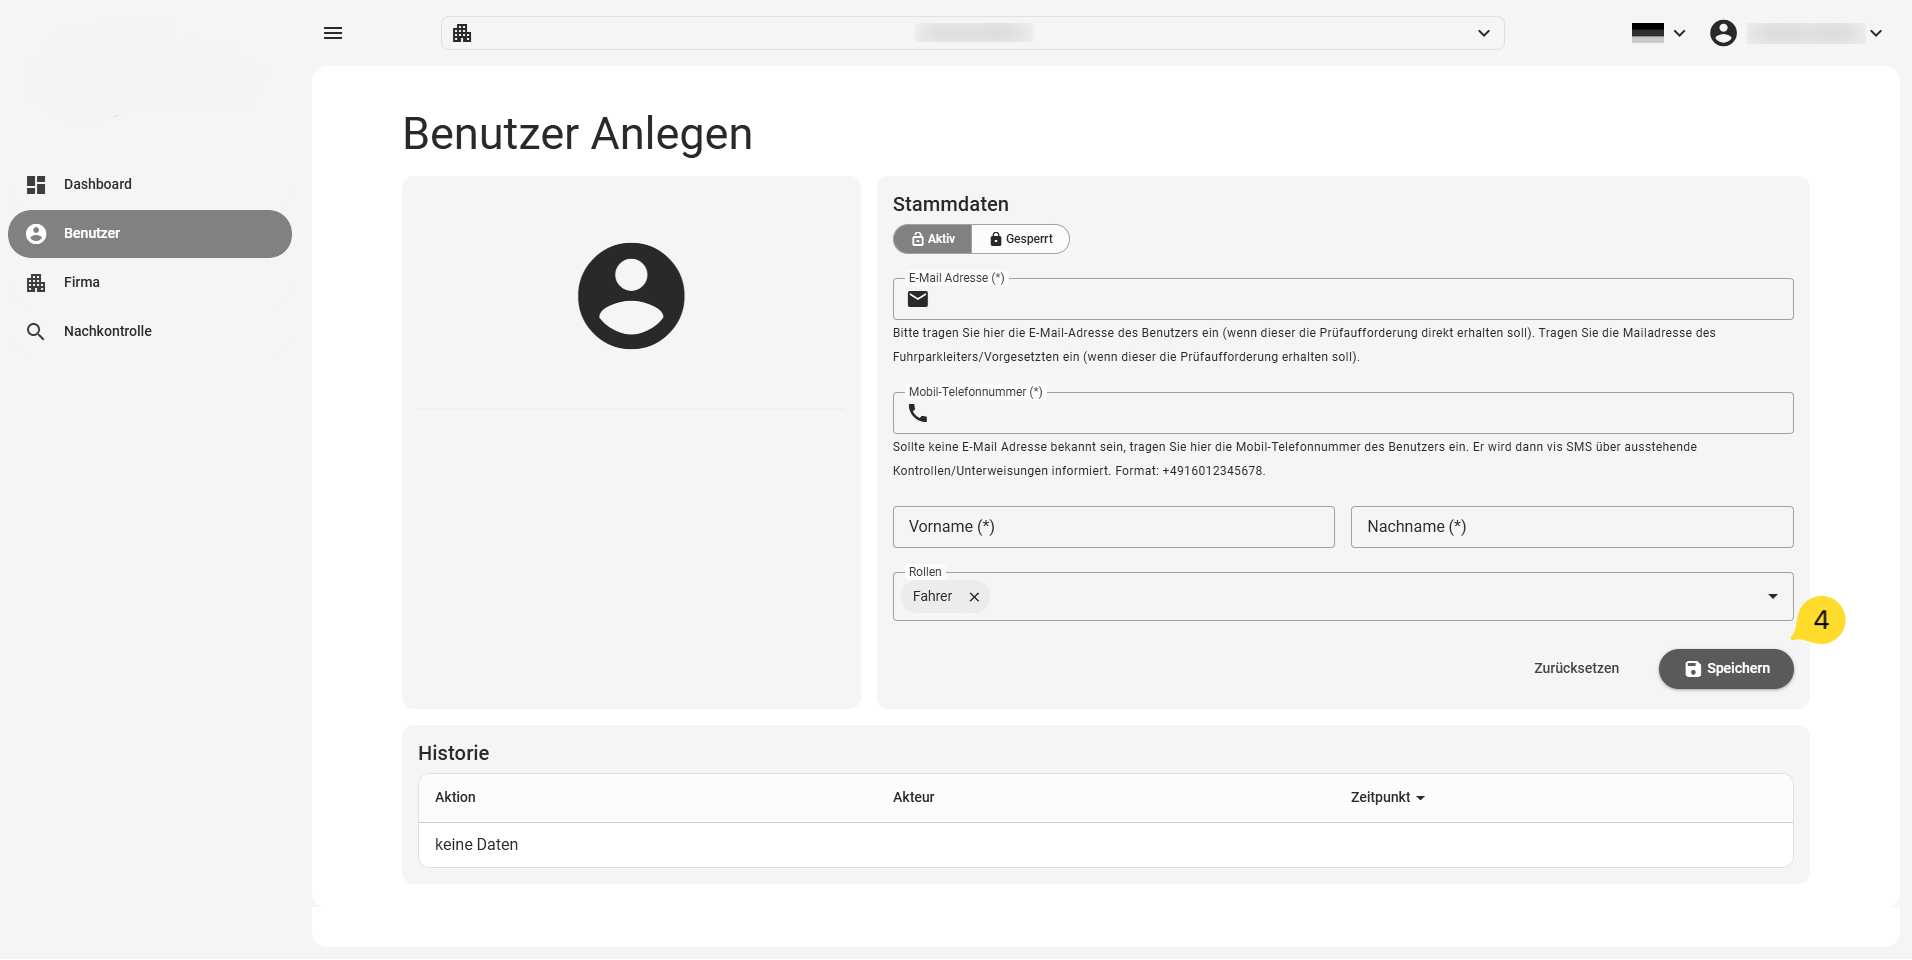 Dashboard
Benutzer
Firma
Nachkontrolle
Benutzer Anlegen
Stammdaten
Aktiv Gesperrt
E-Mail Adresse (*)
Bitte tragen Sie hier die E-Mail-Adresse des Benutzers ein (wenn dieser die Prüfaufforderung direkt erhalten soll). Tragen Sie die Mailadresse des
Fuhrparkleiters/Vorgesetzten ein (wenn dieser die Prüfaufforderung erhalten soll).
Mobil-Telefonnummer (*)
Sollte keine E-Mail Adresse bekannt sein, tragen Sie hier die Mobil-Telefonnummer des Benutzers ein. Er wird dann vis SMS über ausstehende
Kontrollen/Unterweisungen informiert. Format: +4916012345678.
Vorname (*) Nachname (*)
Rollen
Fahrer
4
Zurücksetzen Speichern
Historie
Aktion Akteur Zeitpunkt
keine Daten